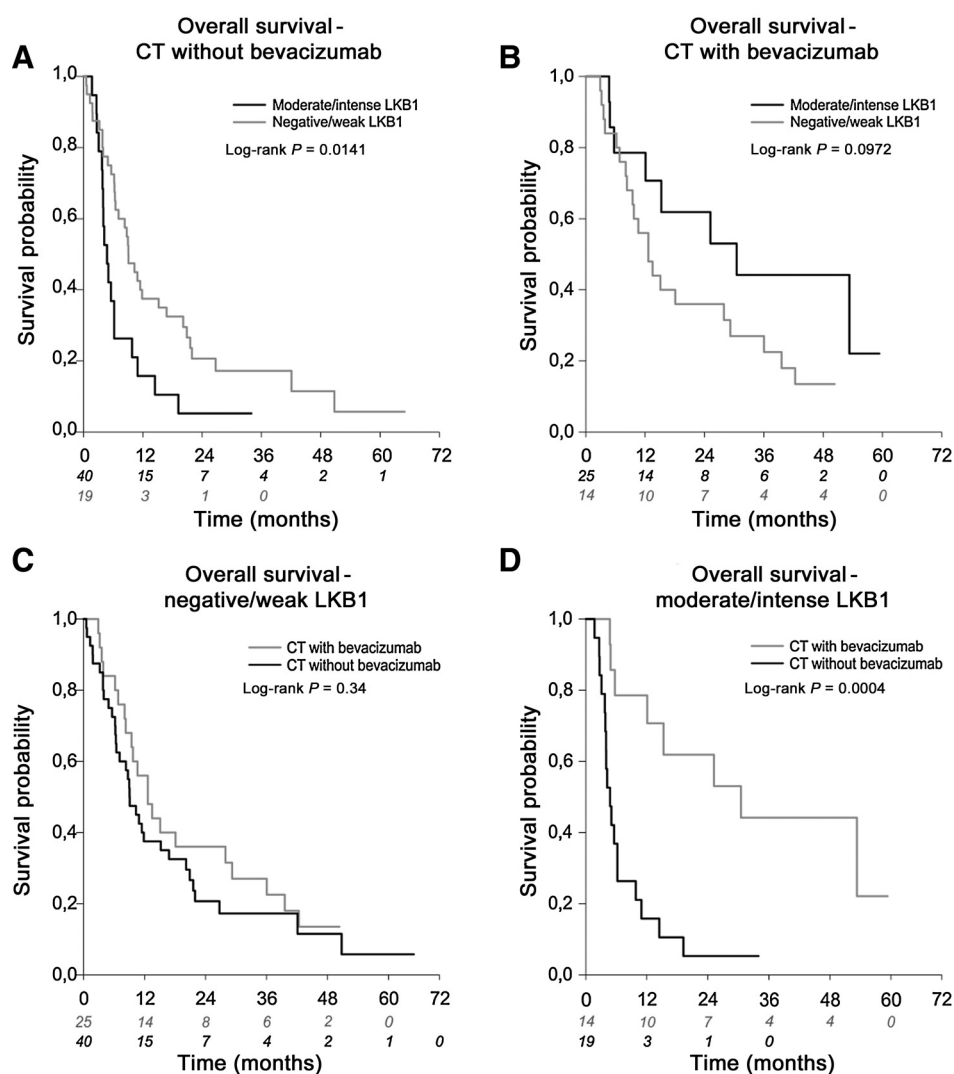 A
Overall survival -
CT without bevacizumab
Moderate/intense LKB1
Negative/weak LKB1
Log-rank P = 0.0141
Survival probability
1,0
0,8
0,6
0,4
0,2
0,0
0 12 24 36 48 60 72
40 15 7 4 2 1
19 3 1 0
Time (months)
B
Overall survival -
CT with bevacizumab
Moderate/intense LKB1
Negative/weak LKB1
Log-rank P = 0.0972
Survival probability
1,0
0,8
0,6
0,4
0,2
0,0
0 12 24 36 48 60 72
25 14 8 6 2 0
14 10 7 4 4 0
Time (months)
C
Overall survival -
negative/weak LKB1
CT with bevacizumab
CT without bevacizumab
Log-rank P = 0.34
Survival probability
1,0
0,8
0,6
0,4
0,2
0,0
0 12 24 36 48 60 72
25 14 8 6 2 0
40 15 7 4 2 1 0
Time (months)
D
Overall survival -
moderate/intense LKB1
CT with bevacizumab
CT without bevacizumab
Log-rank P = 0.0004
Survival probability
1,0
0,8
0,6
0,4
0,2
0,0
0 12 24 36 48 60 72
14 10 7 4 4 0
19 3 1 0
Time (months)